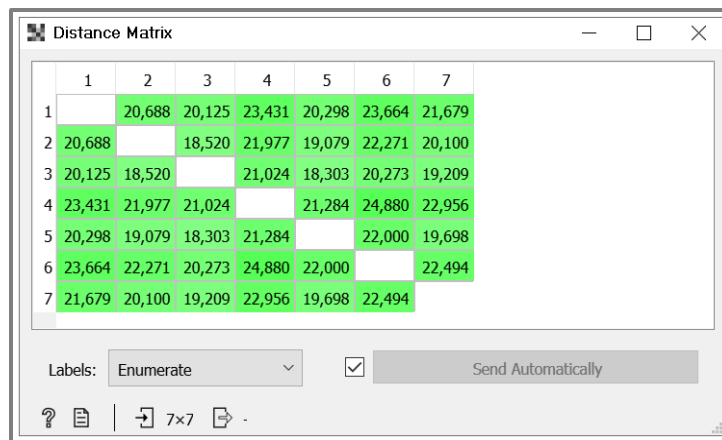 Distance Matrix
1 2 3 4 5 6 7
1 20,688 20,125 23,431 20,298 23,664 21,679
2 20,688 18,520 21,977 19,079 22,271 20,100
3 20,125 18,520 21,024 18,303 20,273 19,209
4 23,431 21,977 21,024 21,284 24,880 22,956
5 20,298 19,079 18,303 21,284 22,000 19,698
6 23,664 22,271 20,273 24,880 22,000 22,494
7 21,679 20,100 19,209 22,956 19,698 22,494
Labels: Enumerate Send Automatically
? 7×7 -